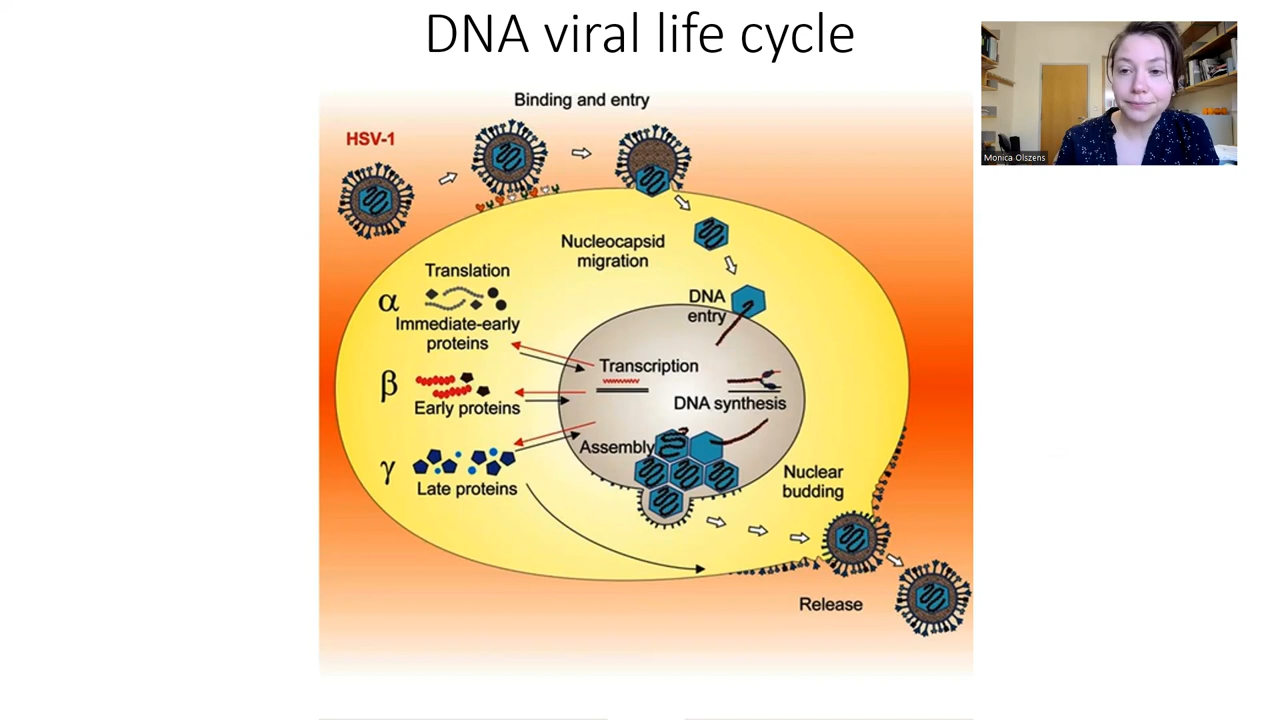 DNA viral life cycle
Monica Olszens
Binding and entry
HSV-1
Nucleocapsid
migration
Translation
α
Immediate-early
proteins
DNA
entry
Transcription
β
Early proteins
DNA synthesis
Assembly
γ
Late proteins
Nuclear
budding
Release